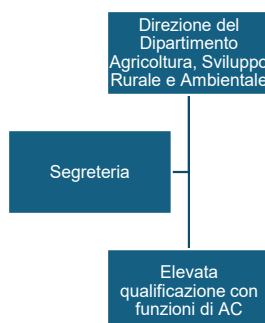 Direzione del
Dipartimento
Agricoltura, Sviluppo
Rurale e Ambientale
Segreteria
Elevata
qualificazione con
funzioni di AC